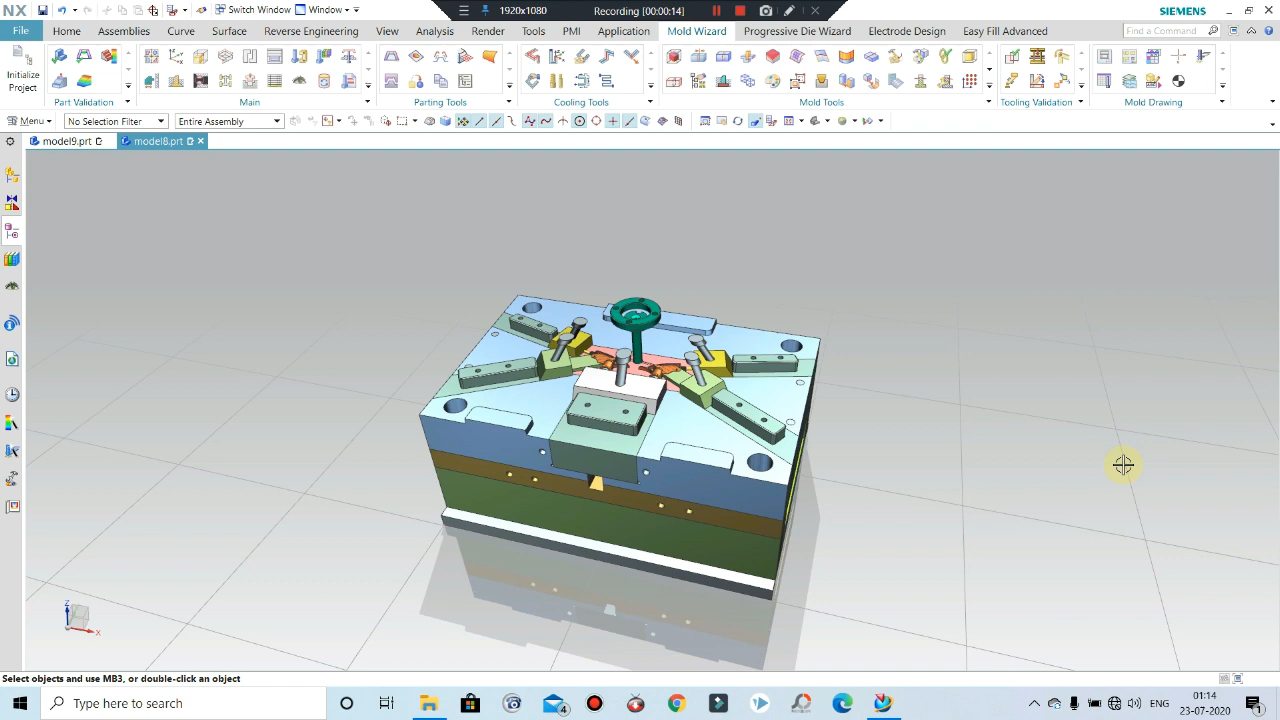 NX Switch Window Window 1920x1080 Recording [00:00:14] SIEMENS
File Home Assemblies Curve Surface Reverse Engineering View Analysis Render Tools PMI Application Mold Wizard Progressive Die Wizard Electrode Design Easy Fill Advanced Find a Command
Initialize
Project
Part Validation Main Parting Tools Cooling Tools Mold Tools Tooling Validation Mold Drawing
Menu No Selection Filter Entire Assembly
model9.prt model8.prt
Z
X
Select objects and use MB3, or double-click an object
Type here to search 4 ENG 01:14
23-07-2020 1